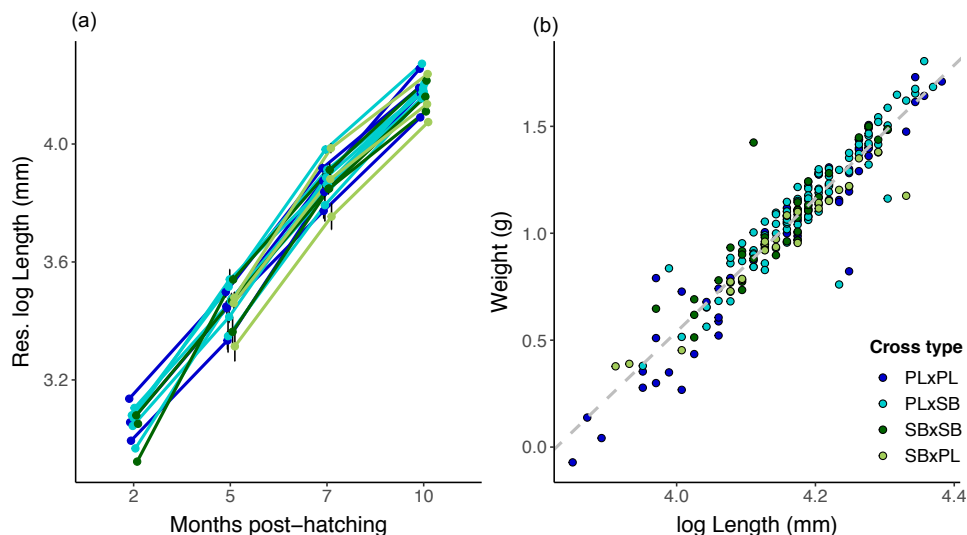 (a)
Res. log Length (mm)
4.0
3.6
3.2
2 5 7 10
Months post−hatching
(b)
Weight (g)
1.5
1.0
0.5
0.0
4.0 4.2 4.4
log Length (mm)
Cross type
PLxPL
PLxSB
SBxSB
SBxPL